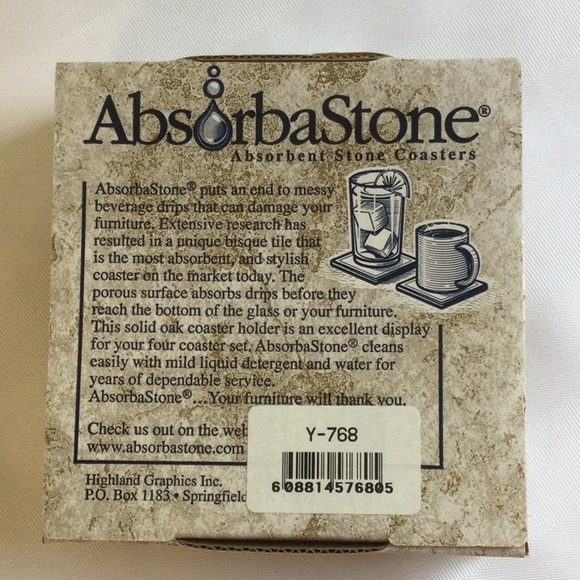 AbsorbaStone®
Absorbent Stone Coasters
AbsorbaStone® puts an end to messy
beverage drips that can damage your
furniture. Extensive research has
resulted in a unique bisque tile that
is the most absorbent, and stylish
coaster on the market today. The
porous surface absorbs drips before they
reach the bottom of the glass or your furniture.
This solid oak coaster holder is an excellent display
for your four coaster set. AbsorbaStone® cleans
easily with mild liquid detergent and water for
years of dependable service.
AbsorbaStone®...Your furniture will thank you.
Check us out on the web
www.absorbastone.com
Highland Graphics Inc.
P.O. Box 1183 • Springfield
Y-768
608814576805